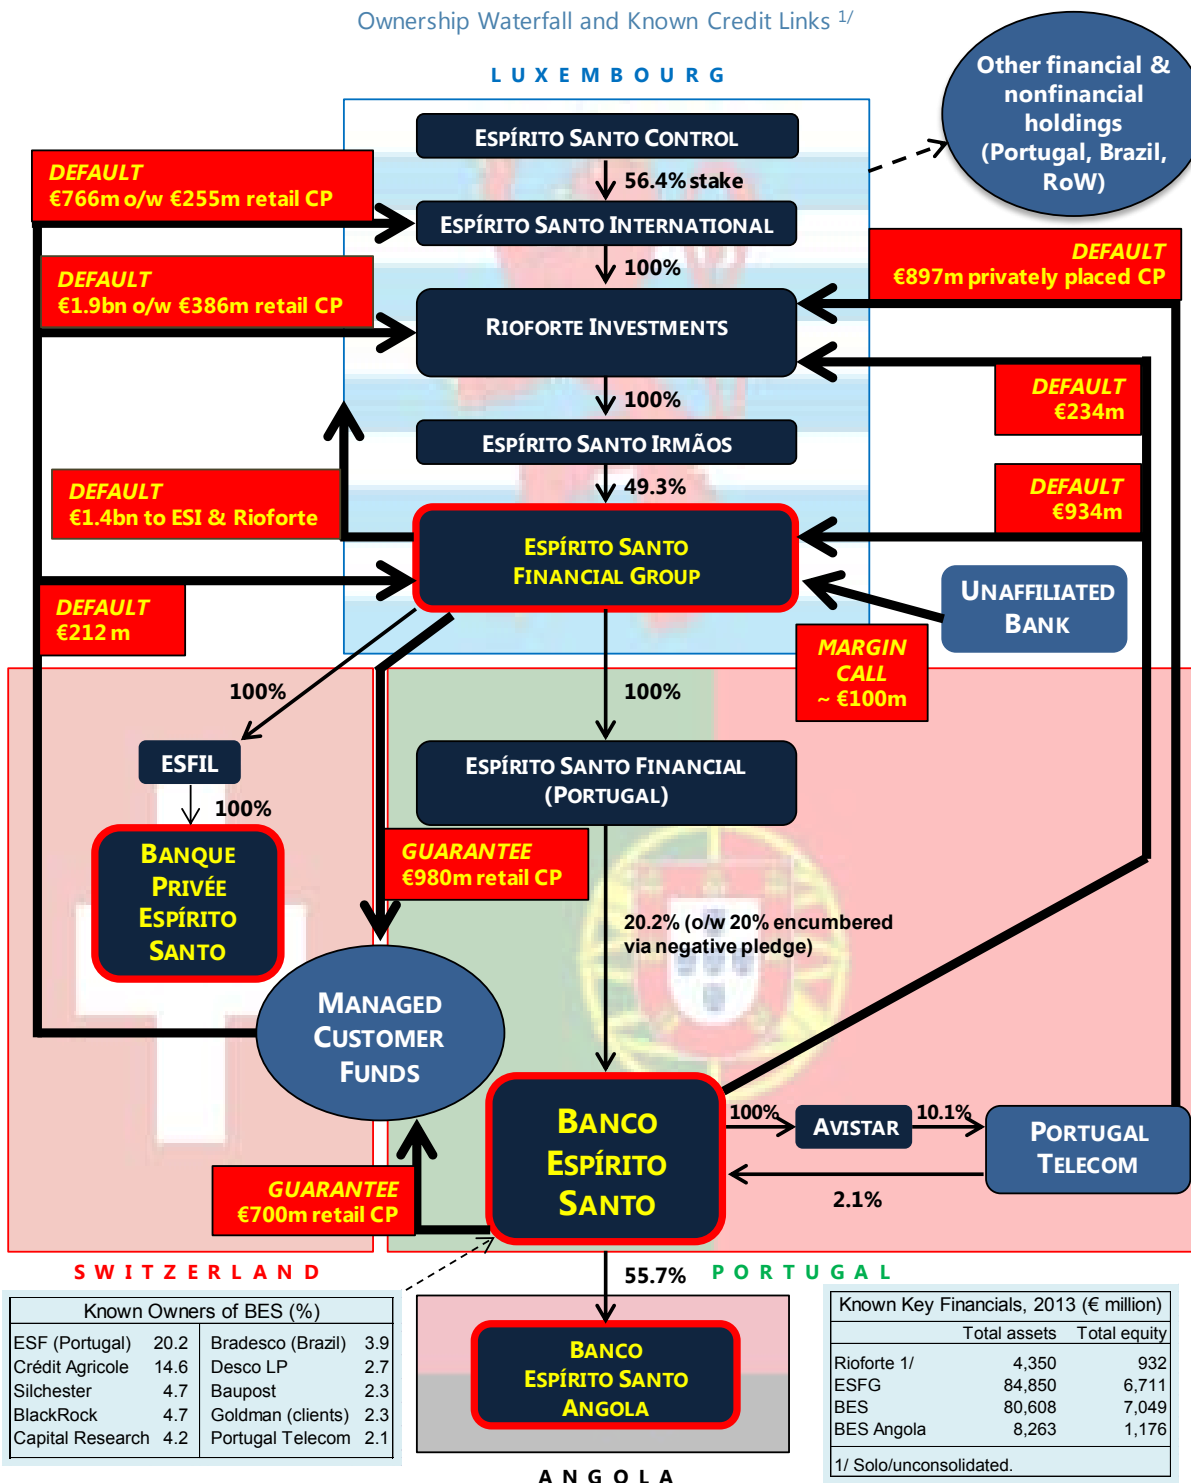 Ownership Waterfall and Known Credit Links 1/
LUXEMBOURG
Other financial &
nonfinancial
holdings
(Portugal, Brazil,
RoW)
ESPÍRITO SANTO CONTROL
56.4% stake
DEFAULT
€766m o/w €255m retail CP
ESPÍRITO SANTO INTERNATIONAL
100%
DEFAULT
€897m privately placed CP
DEFAULT
€1.9bn o/w €386m retail CP
RIOFORTE INVESTMENTS
100%
DEFAULT
€234m
ESPÍRITO SANTO IRMÃOS
49.3%
DEFAULT
€1.4bn to ESI & Rioforte
DEFAULT
€934m
ESPÍRITO SANTO
FINANCIAL GROUP
DEFAULT
€212 m
UNAFFILIATED
BANK
MARGIN
CALL
~ €100m
100%
100%
ESFIL
100%
ESPÍRITO SANTO FINANCIAL
(PORTUGAL)
BANQUE
PRIVÉE
ESPÍRITO
SANTO
GUARANTEE
€980m retail CP
20.2% (o/w 20% encumbered
via negative pledge)
MANAGED
CUSTOMER
FUNDS
BANCO
ESPÍRITO
SANTO
100%
AVISTAR
10.1%
PORTUGAL
TELECOM
2.1%
GUARANTEE
€700m retail CP
SWITZERLAND
55.7%
PORTUGAL
Known Owners of BES (%)
ESF (Portugal) 20.2 Bradesco (Brazil) 3.9
Crédit Agricole 14.6 Desco LP 2.7
Silchester 4.7 Baupost 2.3
BlackRock 4.7 Goldman (clients) 2.3
Capital Research 4.2 Portugal Telecom 2.1
BANCO
ESPÍRITO SANTO
ANGOLA
ANGOLA
Known Key Financials, 2013 (€ million)
Total assets Total equity
Rioforte 1/ 4,350 932
ESFG 84,850 6,711
BES 80,608 7,049
BES Angola 8,263 1,176
1/ Solo/unconsolidated.